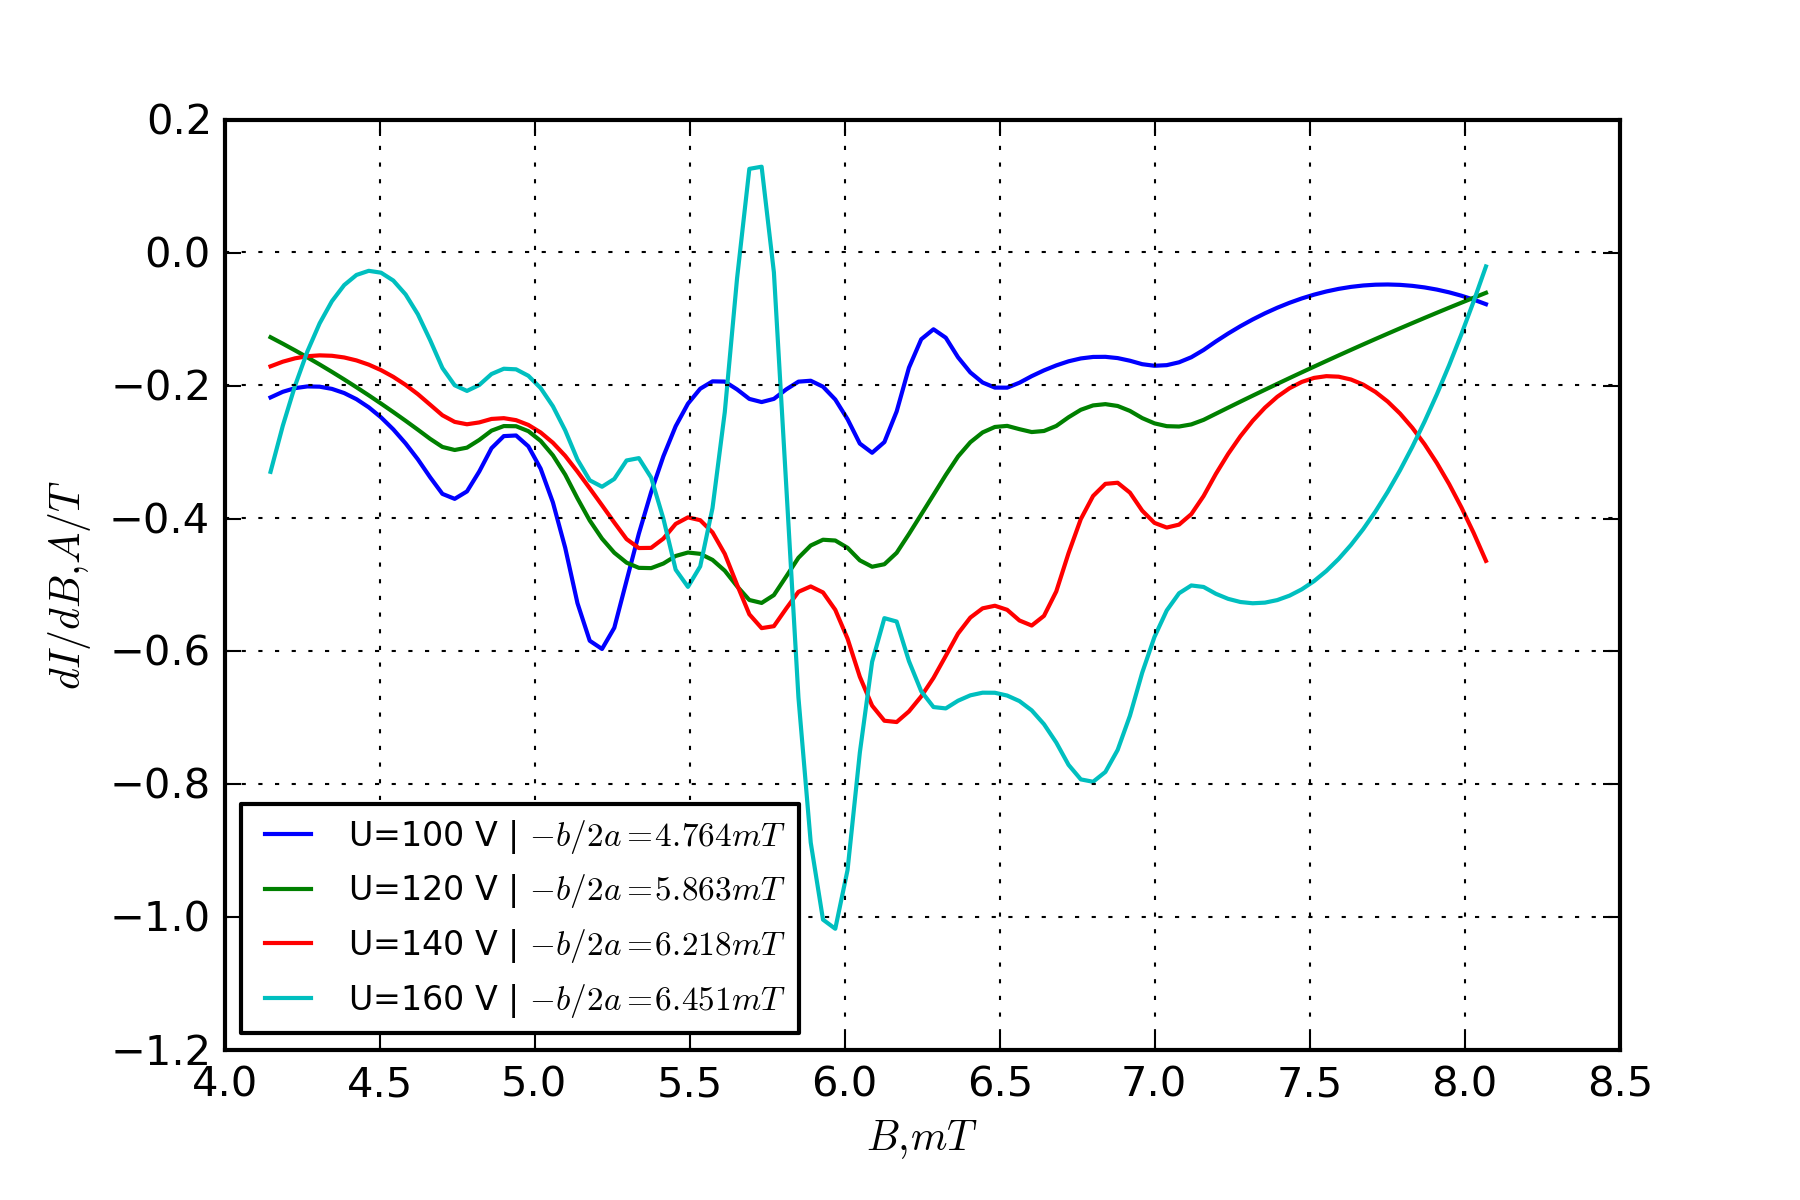 0.2
0.0
−0.2
−0.4
−0.6
−0.8
−1.0
−1.2
dI/dB,A/T
U=100 V | −b/2a=4.764mT
U=120 V | −b/2a=5.863mT
U=140 V | −b/2a=6.218mT
U=160 V | −b/2a=6.451mT
4.0 4.5 5.0 5.5 6.0 6.5 7.0 7.5 8.0 8.5
B,mT